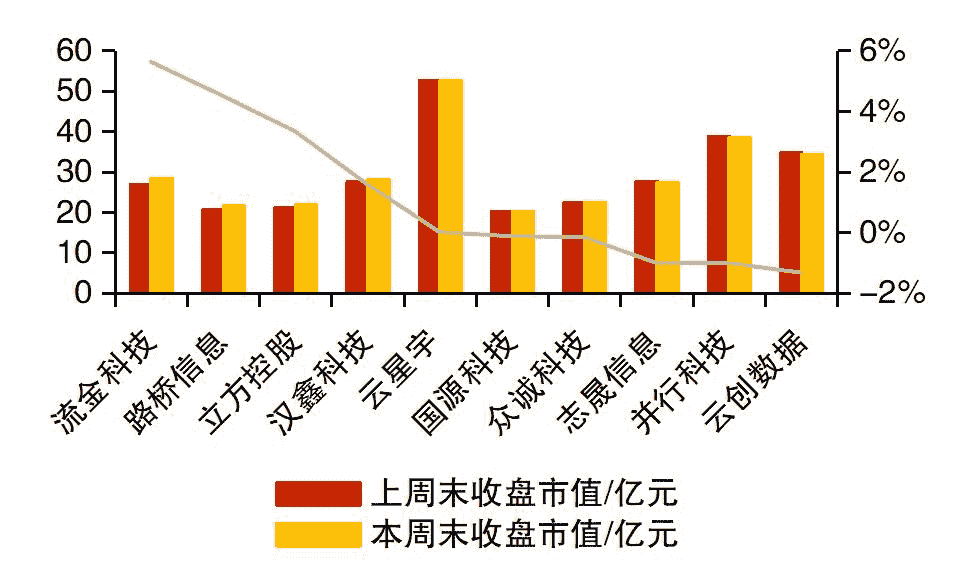 60
50
40
30
20
10
0
6%
4%
2%
0%
–2%
流金科技
路桥信息
立方控股
汉鑫科技
云星宇
国源科技
众诚科技
志晟信息
并行科技
云创数据
上周末收盘市值/亿元
本周末收盘市值/亿元